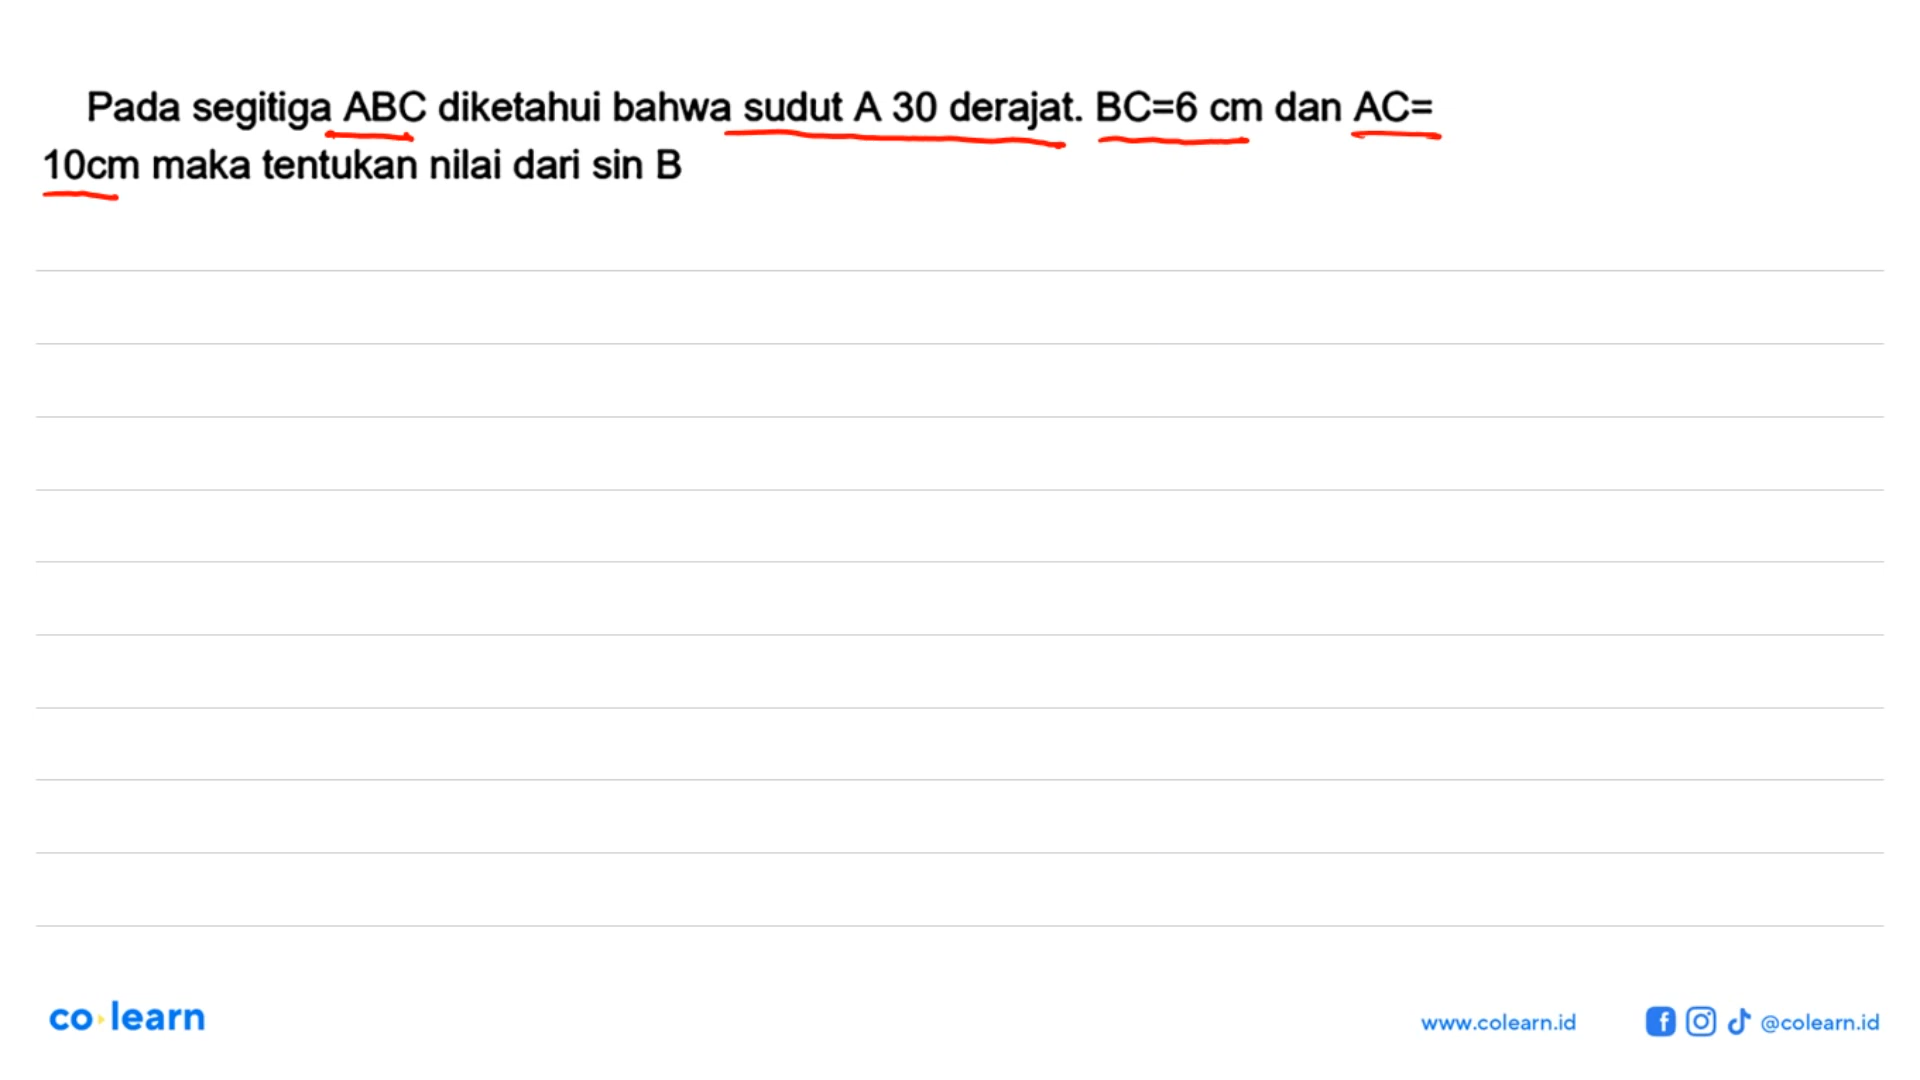 Pada segitiga ABC diketahui bahwa sudut A 30 derajat. BC=6 cm dan AC=
10cm maka tentukan nilai dari sin B
co learn
www.colearn.id
@colearn.id